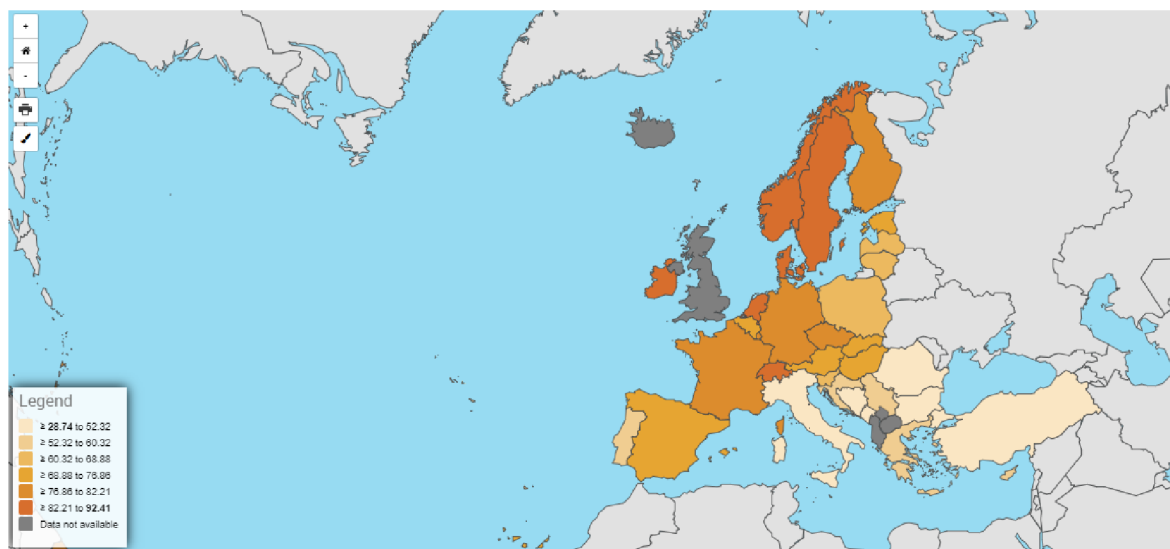 +
-
Legend
≥ 28.74 to 52.32
≥ 52.32 to 60.32
≥ 60.32 to 68.88
≥ 68.88 to 76.86
≥ 76.86 to 82.21
≥ 82.21 to 92.41
Data not available